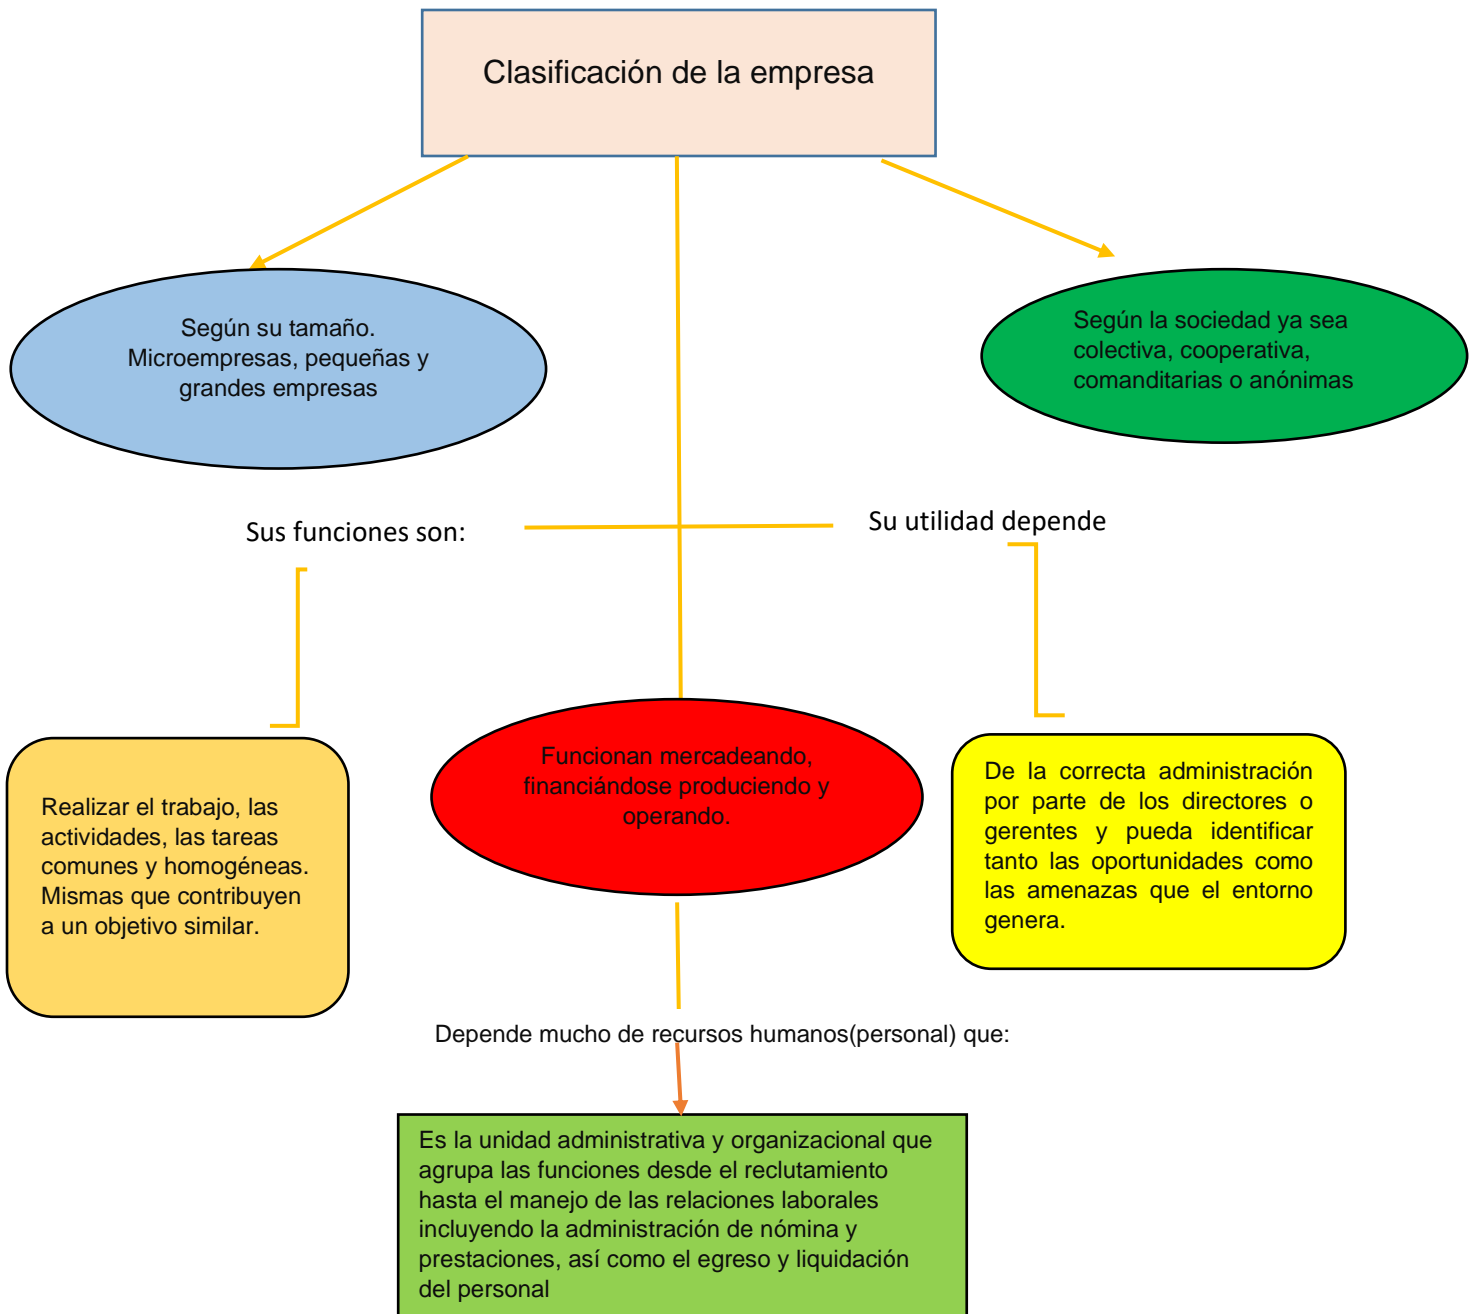 Clasificación de la empresa
Según su tamaño.
Microempresas, pequeñas y
grandes empresas
Según la sociedad ya sea
colectiva, cooperativa,
comanditarias o anónimas
Sus funciones son:
Su utilidad depende
Realizar el trabajo, las
actividades, las tareas
comunes y homogéneas.
Mismas que contribuyen
a un objetivo similar.
Funcionan mercadeando,
financiándose produciendo y
operando.
De la correcta administración
por parte de los directores o
gerentes y pueda identificar
tanto las oportunidades como
las amenazas que el entorno
genera.
Depende mucho de recursos humanos(personal) que:
Es la unidad administrativa y organizacional que
agrupa las funciones desde el reclutamiento
hasta el manejo de las relaciones laborales
incluyendo la administración de nómina y
prestaciones, así como el egreso y liquidación
del personal